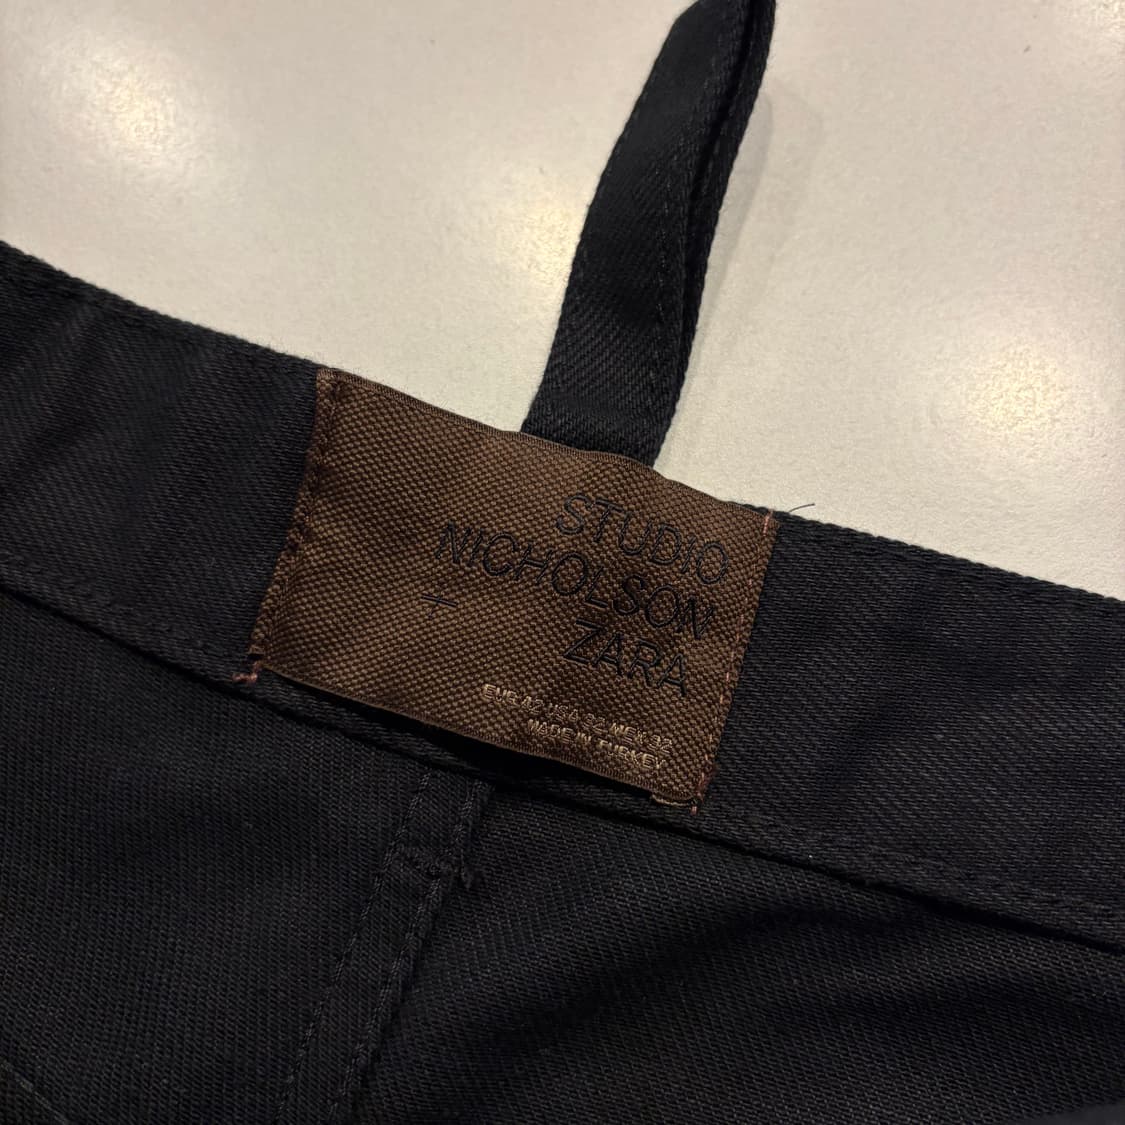 STUDIO
NICHOLSON
+
ZARA
EUR 42 USA 32 MEX 32
MADE IN TURKEY